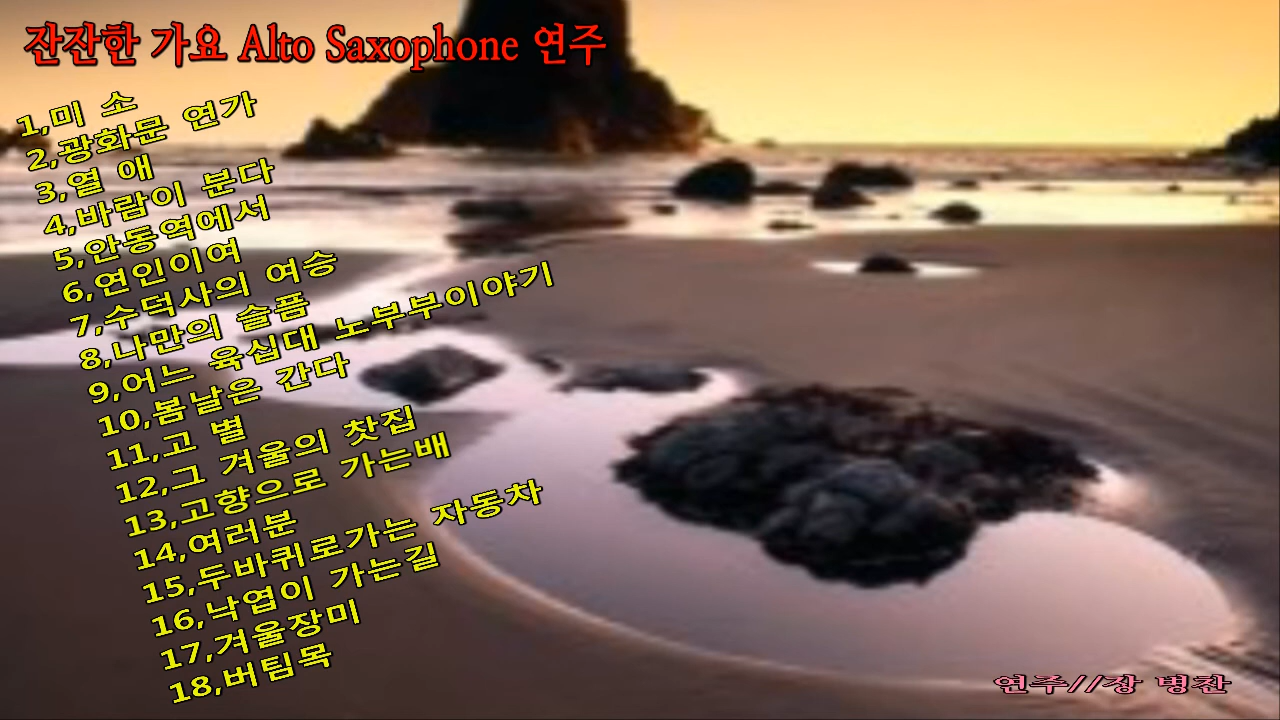 잔잔한 가요 Alto Saxophone 연주
1,미 소
2,광화문 연가
3,열 애
4,바람이 분다
5,안동역에서
6,연인이여
7,수덕사의 여승
8,나만의 슬픔
9,어느 육십대 노부부이야기
10,봄날은 간다
11,고 별
12,그 겨울의 찻집
13,고향으로 가는배
14,여러분
15,두바퀴로가는 자동차
16,낙엽이 가는길
17,겨울장미
18,버팀목
연주//장 병찬